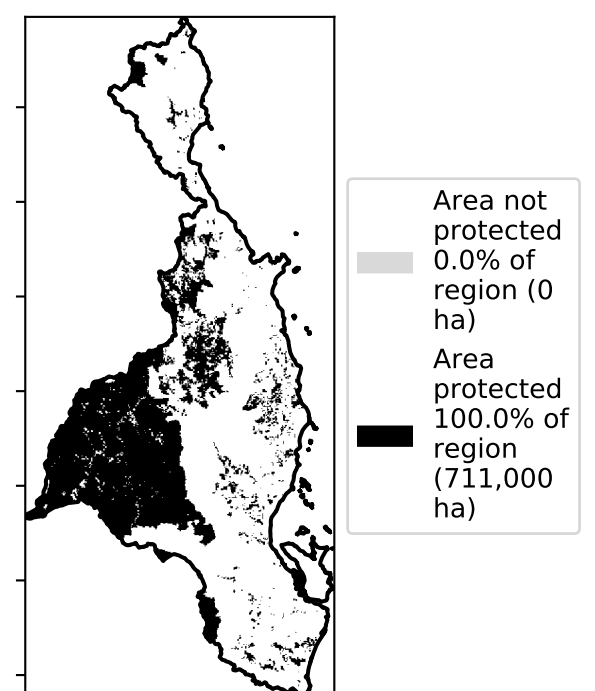 Area not
protected
0.0% of
region (0
ha)
Area
protected
100.0% of
region
(711,000
ha)